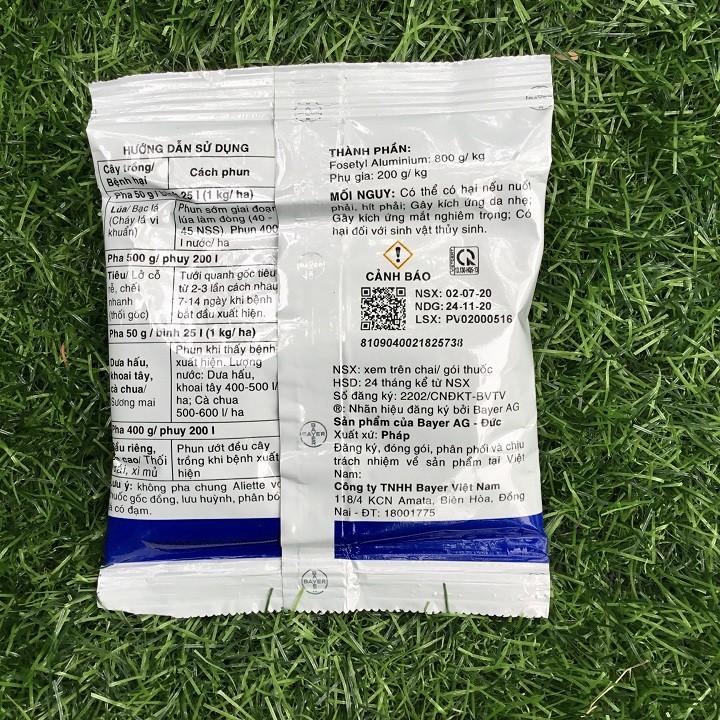 HƯỚNG DẪN SỬ DỤNG
Cây trồng/ Cách phun
Bệnh hại
Pha 50 g / bình 25 l (1 kg/ ha)
Lúa/ Bạc lá
(Cháy lá vi
khuẩn)
Phun sớm giai đoạn
lúa làm đòng (40 -
45 NSS). Phun 400
l nước/ ha
Pha 500 g/ phuy 200 l
Tiêu/ Lở cổ
rễ, chết
nhanh
(thối gốc)
Tưới quanh gốc tiêu
từ 2-3 lần cách nhau
7-14 ngày khi bệnh
bắt đầu xuất hiện.
Pha 50 g / bình 25 l (1 kg/ ha)
Dưa hấu,
khoai tây,
cà chua/
Sương mai
Phun khi thấy bệnh
xuất hiện. Lượng
nước: Dưa hấu,
khoai tây 400-500 l/
ha; Cà chua
500-600 l/ ha
Pha 400 g/ phuy 200 l
riêng,
Thối
xì mủ
Phun ướt đều cây
trồng khi bệnh xuất
hiện
Lưu ý: không pha chung Aliette
thuốc gốc đồng, lưu huỳnh, phân bón
có đạm.
THÀNH PHẦN:
Fosetyl Aluminium: 800 g/ kg
Phụ gia: 200 g/ kg
MỐI NGUY: Có thể có hại nếu nuốt
phải, hít phải; Gây kích ứng da nhẹ;
Gây kích ứng mắt nghiêm trọng; Có
hại đối với sinh vật thủy sinh.
CẢNH BÁO
NSX: 02-07-20
NDG: 24-11-20
LSX: PV02000516
8109040021825738
NSX: xem trên chai/ gói thuốc
HSD: 24 tháng kể từ NSX
Số đăng ký: 2202/CNĐKT-BVTV
®: Nhãn hiệu đăng ký bởi Bayer AG
Sản phẩm của Bayer AG - Đức
Xuất xứ: Pháp
Đăng ký, đóng gói, phân phối và chịu
trách nhiệm về sản phẩm tại Việt
Nam:
Công ty TNHH Bayer Việt Nam
118/4 KCN Amata, Biên Hòa, Đồng
Nai - ĐT: 18001775
BAYER
BAYER